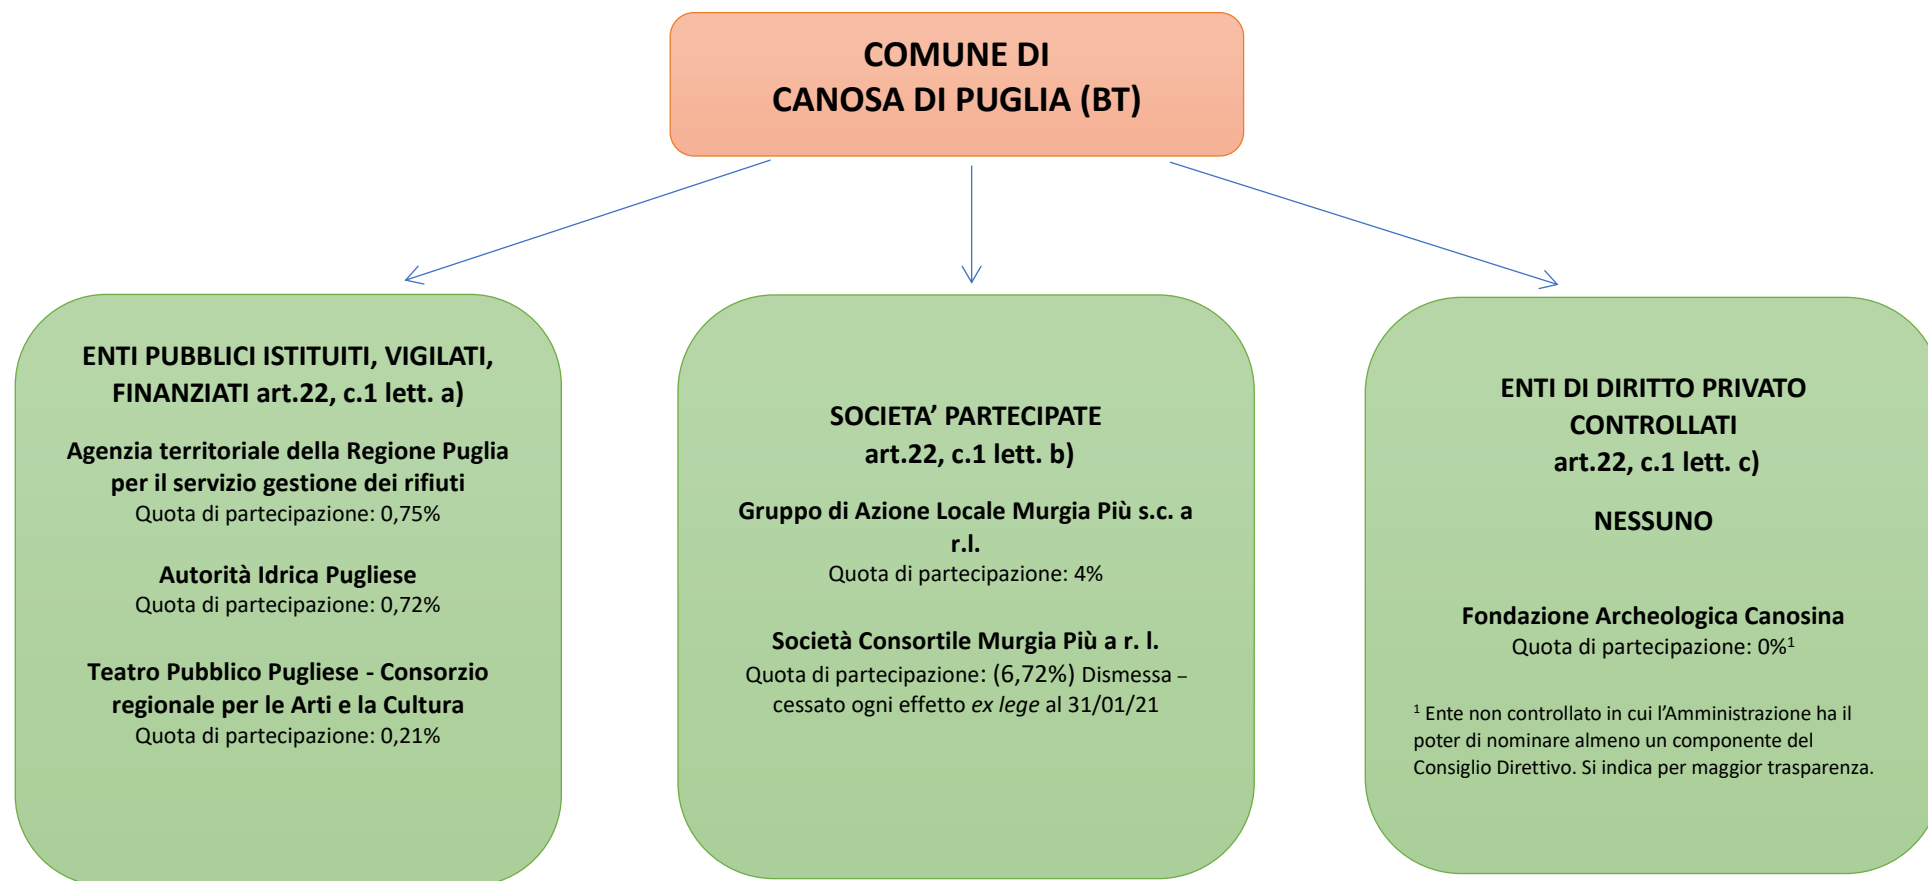 COMUNE DI
CANOSA DI PUGLIA (BT)
ENTI PUBBLICI ISTITUITI, VIGILATI,
FINANZIATI art.22, c.1 lett. a)
Agenzia territoriale della Regione Puglia
per il servizio gestione dei rifiuti
Quota di partecipazione: 0,75%
Autorità Idrica Pugliese
Quota di partecipazione: 0,72%
Teatro Pubblico Pugliese - Consorzio
regionale per le Arti e la Cultura
Quota di partecipazione: 0,21%
SOCIETA’ PARTECIPATE
art.22, c.1 lett. b)
Gruppo di Azione Locale Murgia Più s.c. a
r.l.
Quota di partecipazione: 4%
Società Consortile Murgia Più a r. l.
Quota di partecipazione: (6,72%) Dismessa –
cessato ogni effetto ex lege al 31/01/21
ENTI DI DIRITTO PRIVATO
CONTROLLATI
art.22, c.1 lett. c)
NESSUNO
Fondazione Archeologica Canosina
Quota di partecipazione: 0%¹
¹ Ente non controllato in cui l’Amministrazione ha il
poter di nominare almeno un componente del
Consiglio Direttivo. Si indica per maggior trasparenza.